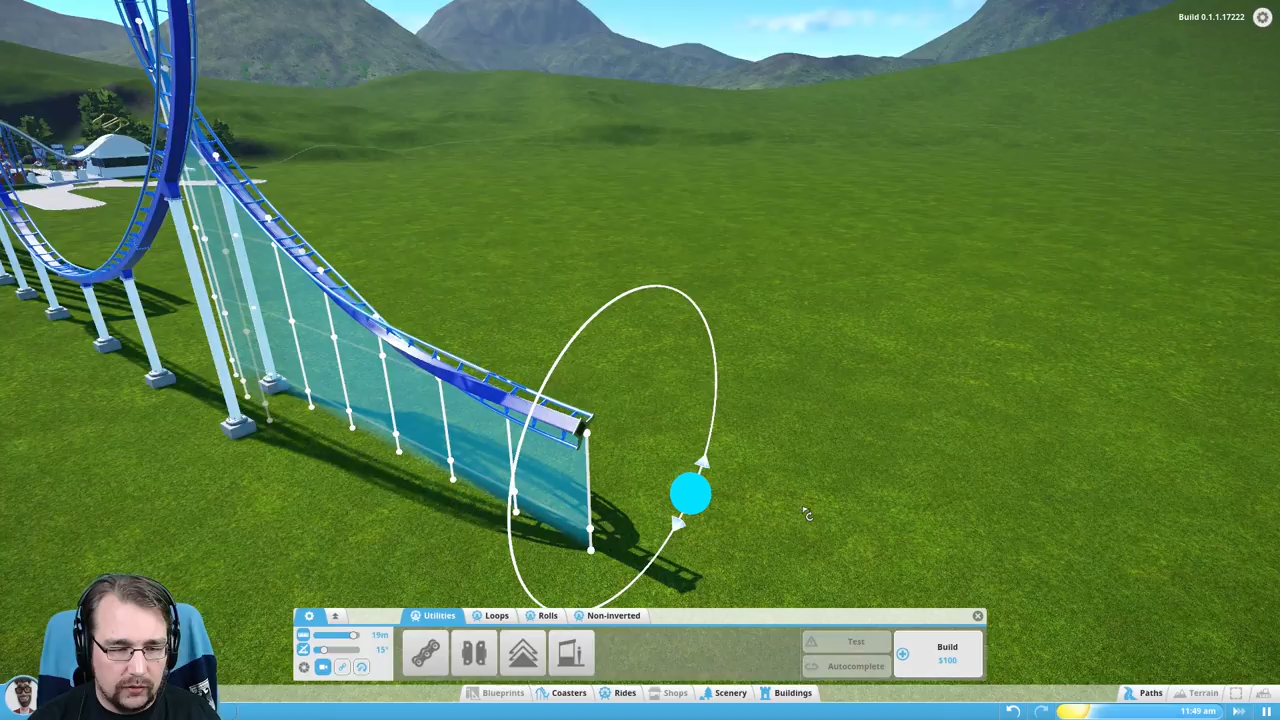 Build 0.1.1.17222
Utilities
Loops
Rolls
Non-inverted
19m
15°
Test
Autocomplete
Build
$100
Blueprints
Coasters
Rides
Shops
Scenery
Buildings
Paths
Terrain
11:49 am